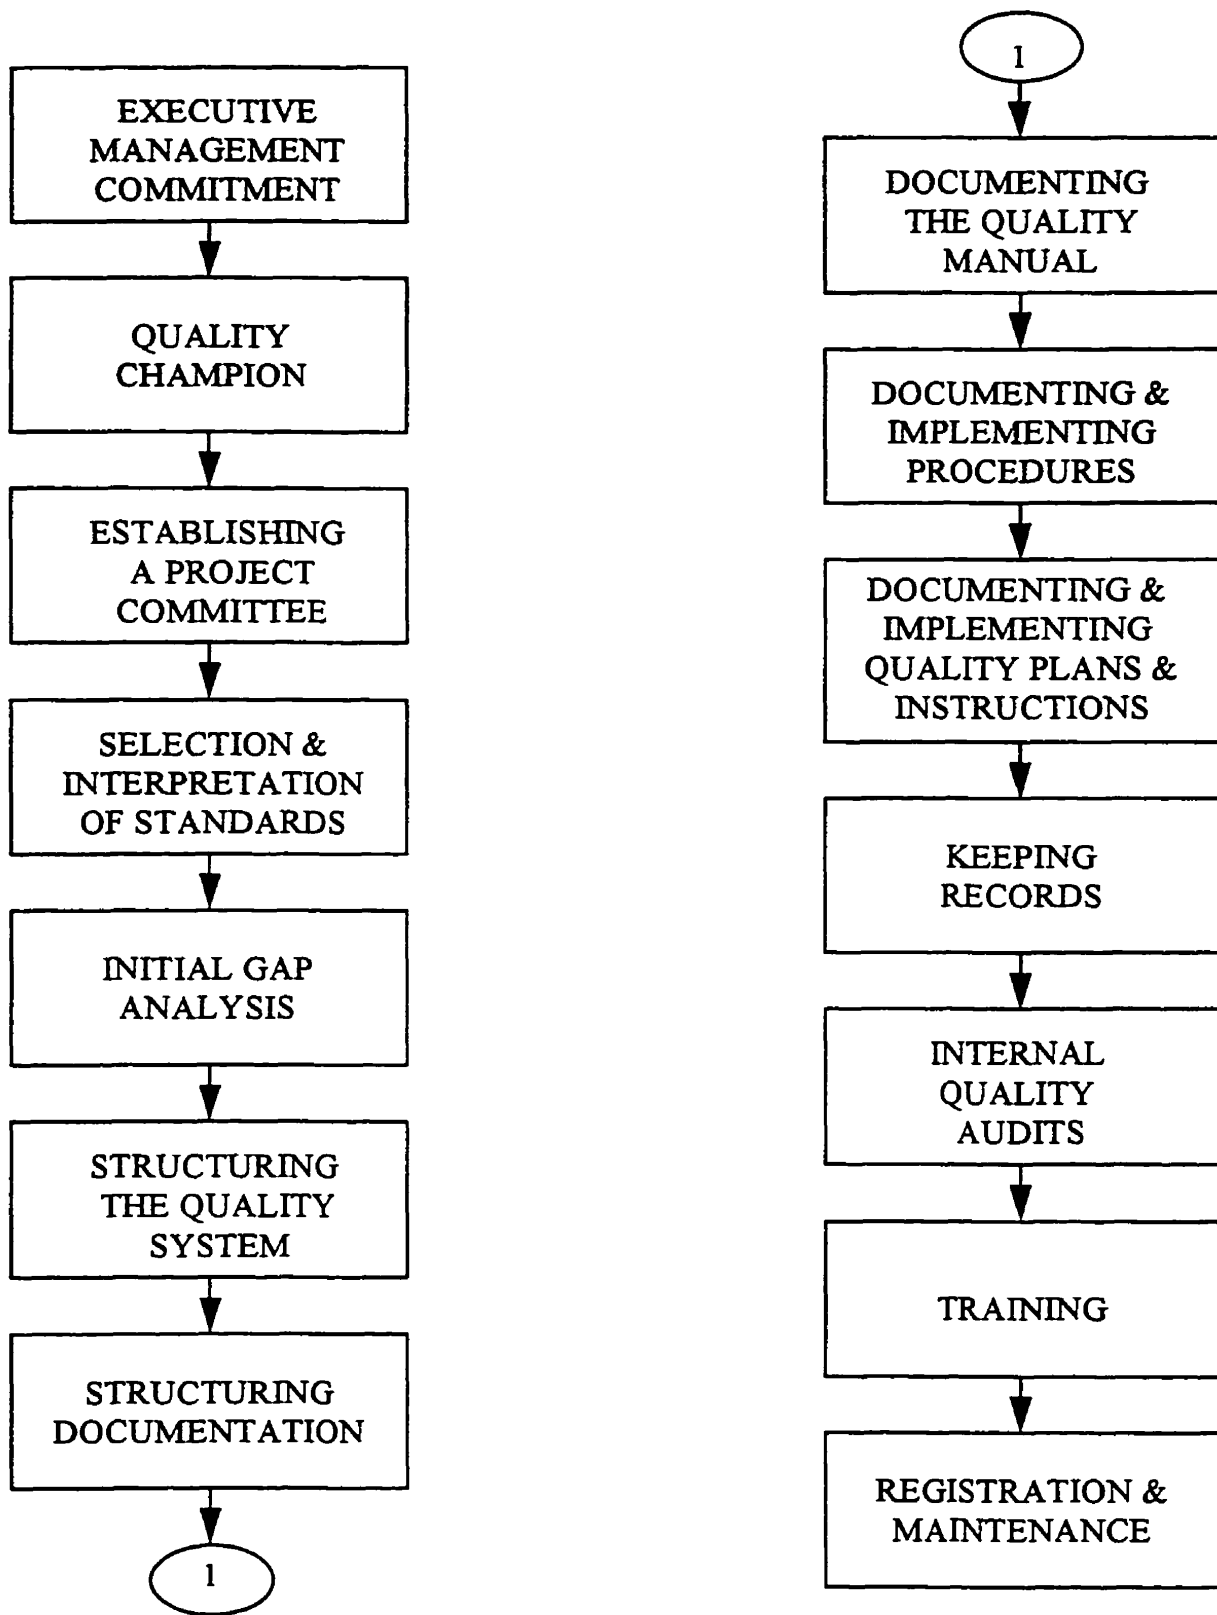 EXECUTIVE
MANAGEMENT
COMMITMENT
QUALITY
CHAMPION
ESTABLISHING
A PROJECT
COMMITTEE
SELECTION &
INTERPRETATION
OF STANDARDS
INITIAL GAP
ANALYSIS
STRUCTURING
THE QUALITY
SYSTEM
STRUCTURING
DOCUMENTATION
1
1
DOCUMENTING
THE QUALITY
MANUAL
DOCUMENTING &
IMPLEMENTING
PROCEDURES
DOCUMENTING &
IMPLEMENTING
QUALITY PLANS &
INSTRUCTIONS
KEEPING
RECORDS
INTERNAL
QUALITY
AUDITS
TRAINING
REGISTRATION &
MAINTENANCE